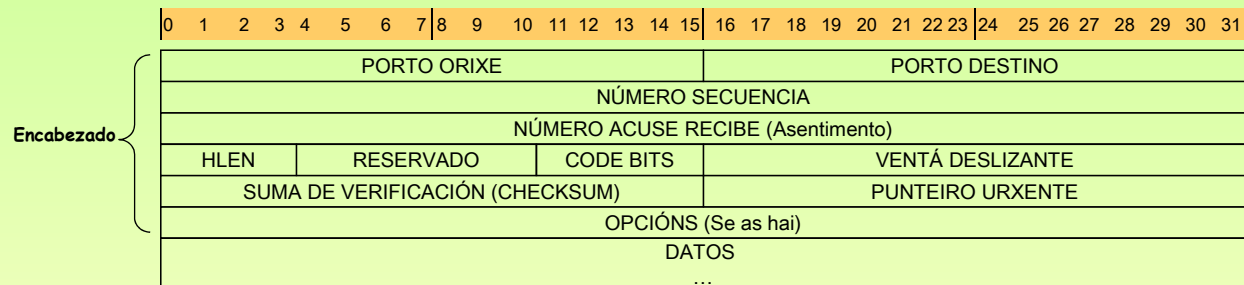 0 1 2 3 4 5 6 7 8 9 10 11 12 13 14 15 16 17 18 19 20 21 22 23 24 25 26 27 28 29 30 31
PORTO ORIXE PORTO DESTINO
NÚMERO SECUENCIA
Encabezado NÚMERO ACUSE RECIBE (Asentimento)
HLEN RESERVADO CODE BITS VENTÁ DESLIZANTE
SUMA DE VERIFICACIÓN (CHECKSUM) PUNTEIRO URXENTE
OPCIÓNS (Se as hai)
DATOS
...